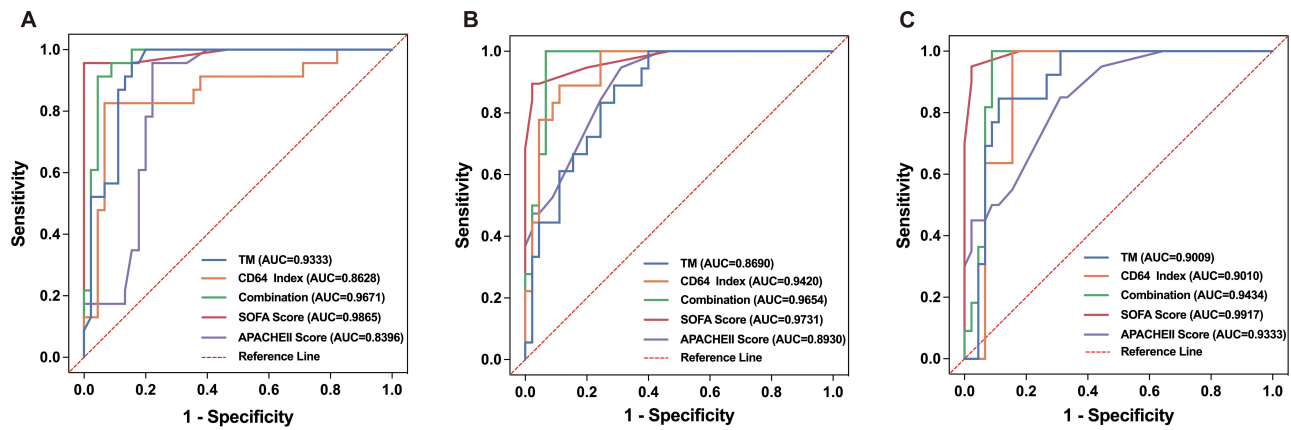 A
Sensitivity
1.0
0.8
0.6
0.4
0.2
0.0
TM (AUC=0.9333)
CD64 Index (AUC=0.8628)
Combination (AUC=0.9671)
SOFA Score (AUC=0.9865)
APACHEII Score (AUC=0.8396)
Reference Line
0.0 0.2 0.4 0.6 0.8 1.0
1 - Specificity
B
Sensitivity
1.0
0.8
0.6
0.4
0.2
0.0
TM (AUC=0.8690)
CD64 Index (AUC=0.9420)
Combination (AUC=0.9654)
SOFA Score (AUC=0.9731)
APACHEII Score (AUC=0.8930)
Reference Line
0.0 0.2 0.4 0.6 0.8 1.0
1 - Specificity
C
Sensitivity
1.0
0.8
0.6
0.4
0.2
0.0
TM (AUC=0.9009)
CD64 Index (AUC=0.9010)
Combination (AUC=0.9434)
SOFA Score (AUC=0.9917)
APACHEII Score (AUC=0.9333)
Reference Line
0.0 0.2 0.4 0.6 0.8 1.0
1 - Specificity